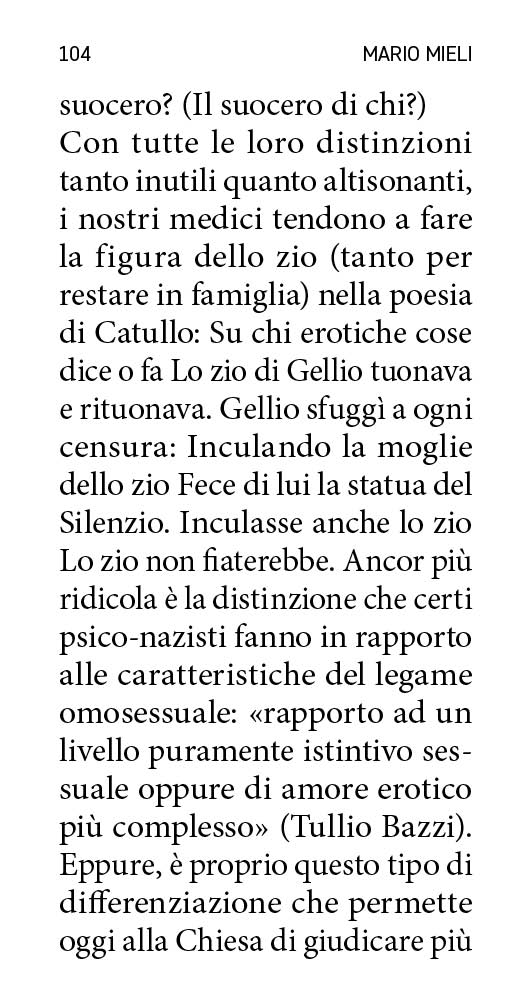 104 MARIO MIELI
suocero? (Il suocero di chi?)
Con tutte le loro distinzioni
tanto inutili quanto altisonanti,
i nostri medici tendono a fare
la figura dello zio (tanto per
restare in famiglia) nella poesia
di Catullo: Su chi erotiche cose
dice o fa Lo zio di Gellio tuonava
e rituonava. Gellio sfuggì a ogni
censura: Inculando la moglie
dello zio Fece di lui la statua del
Silenzio. Inculasse anche lo zio
Lo zio non fiaterebbe. Ancor più
ridicola è la distinzione che certi
psico-nazisti fanno in rapporto
alle caratteristiche del legame
omosessuale: «rapporto ad un
livello puramente istintivo ses-
suale oppure di amore erotico
più complesso» (Tullio Bazzi).
Eppure, è proprio questo tipo di
differenziazione che permette
oggi alla Chiesa di giudicare più